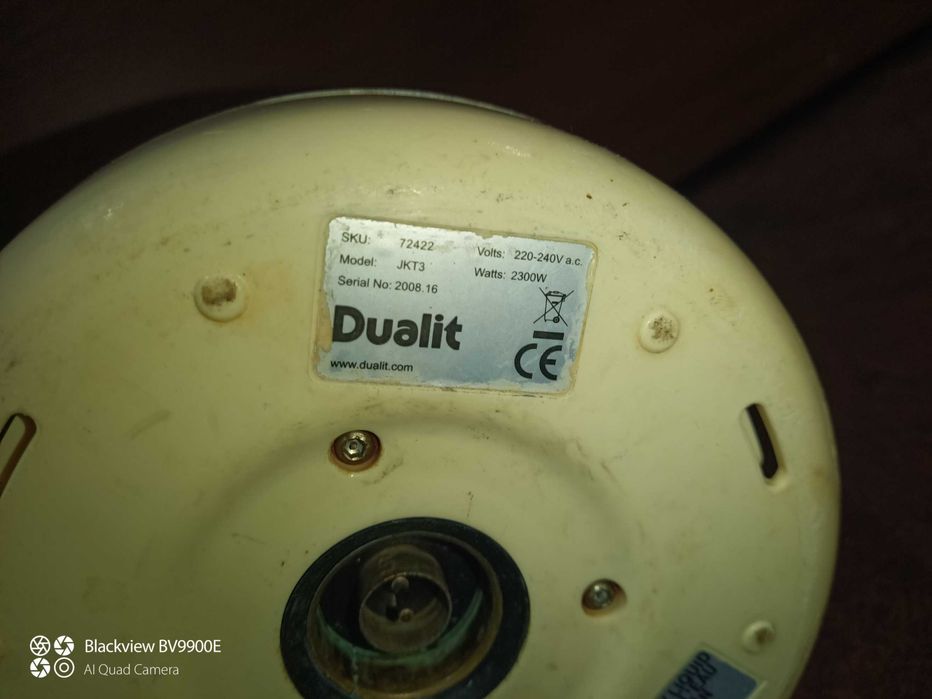 SKU: 72422 Volts: 220-240V a.c.
Model: JKT3 Watts: 2300W
Serial No: 2008.16
Dualit
CE
www.dualit.com
Blackview BV9900E
AI Quad Camera